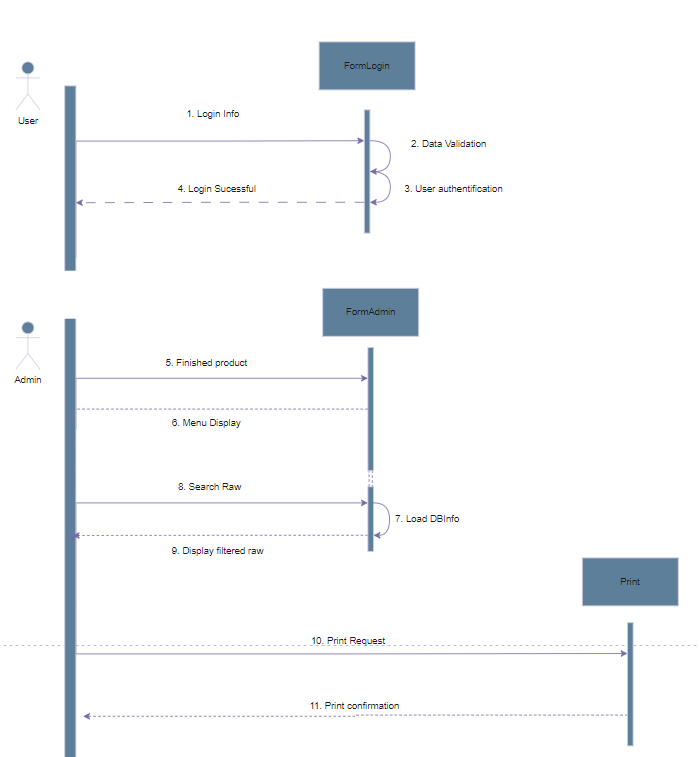 FormLogin
User
1. Login Info
2. Data Validation
4. Login Sucessful
3. User authentification
FormAdmin
Admin
5. Finished product
6. Menu Display
8. Search Raw
7. Load DBInfo
9. Display filtered raw
Print
10. Print Request
11. Print confirmation